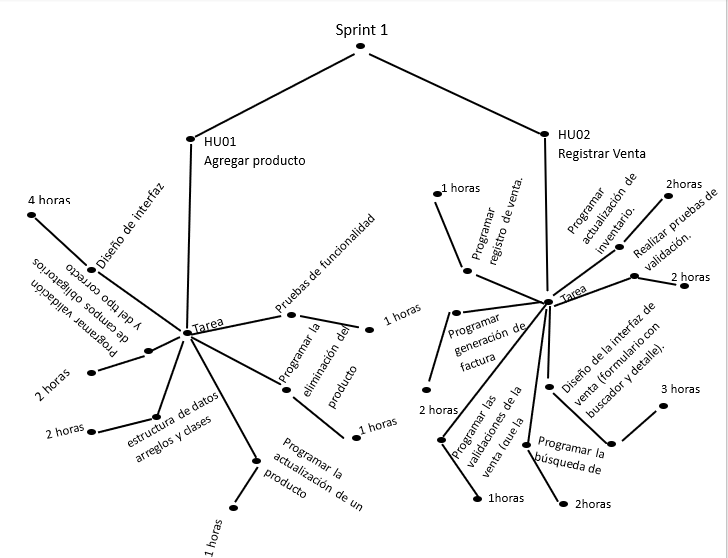 Sprint 1
HU01
Agregar producto
4 horas
Diseño de interfaz
Programar validación
de campos obligatorios
y del tipo correcto
2 horas
Tarea
Pruebas de funcionalidad
1 horas
Programar la
eliminación del
producto
1 horas
2 horas
estructura de datos
arreglos y clases
Programar la
actualización de un
producto
1 horas
HU02
Registrar Venta
1 horas
Programar
registro de venta.
Programar
actualización de
inventario.
2horas
Realizar pruebas de
validación.
2 horas
Tarea
Programar
generación de
factura
2 horas
Programar las
validaciones de la
venta (que la
1horas
Programar la
búsqueda de
2horas
Diseño de la interfaz de
venta (formulario con
buscador y detalle).
3 horas